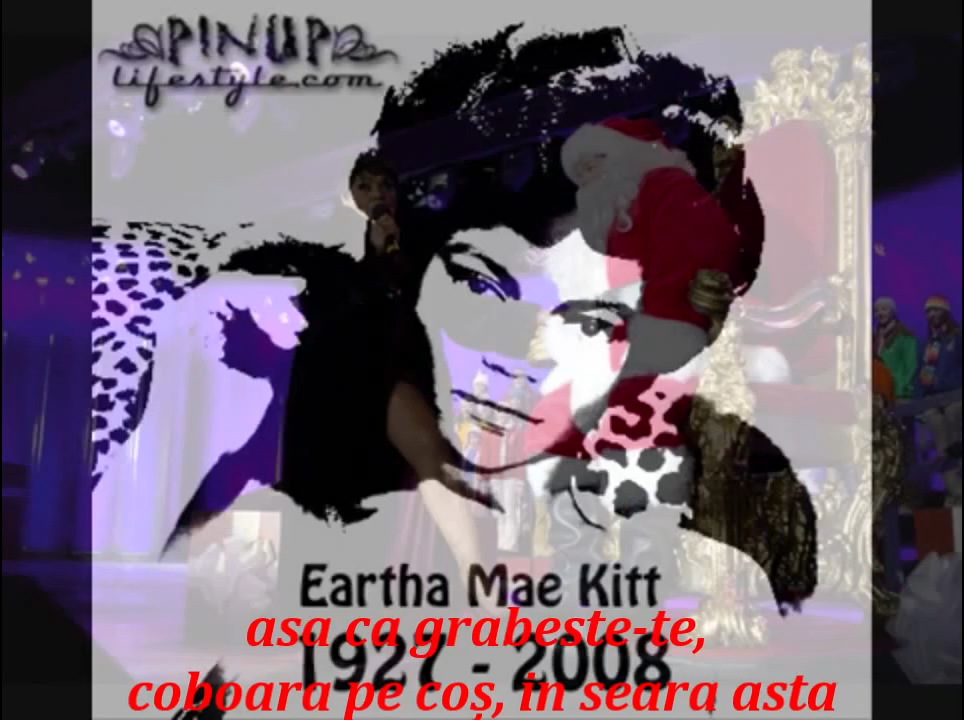 PINUP
lifestyle.com
Eartha Mae Kitt
asa ca grabeste-te,
1927 - 2008
coboara pe coș, in seara asta